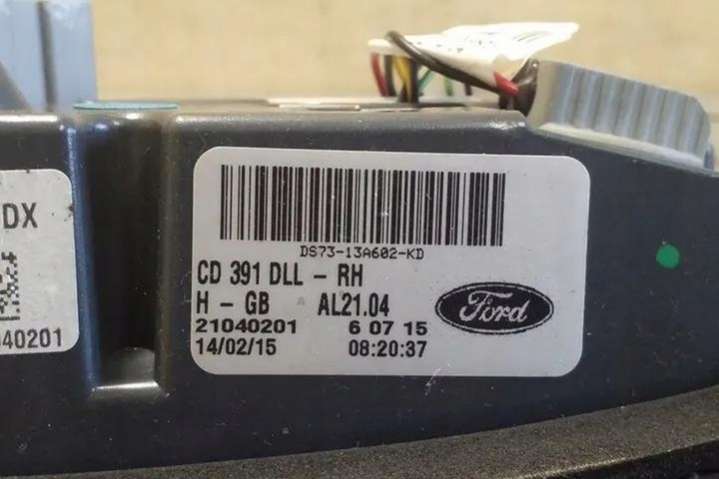 DX
040201
DS73-13A602-KD
CD 391 DLL - RH
H - GB AL21.04
21040201 6 07 15
14/02/15 08:20:37
Ford